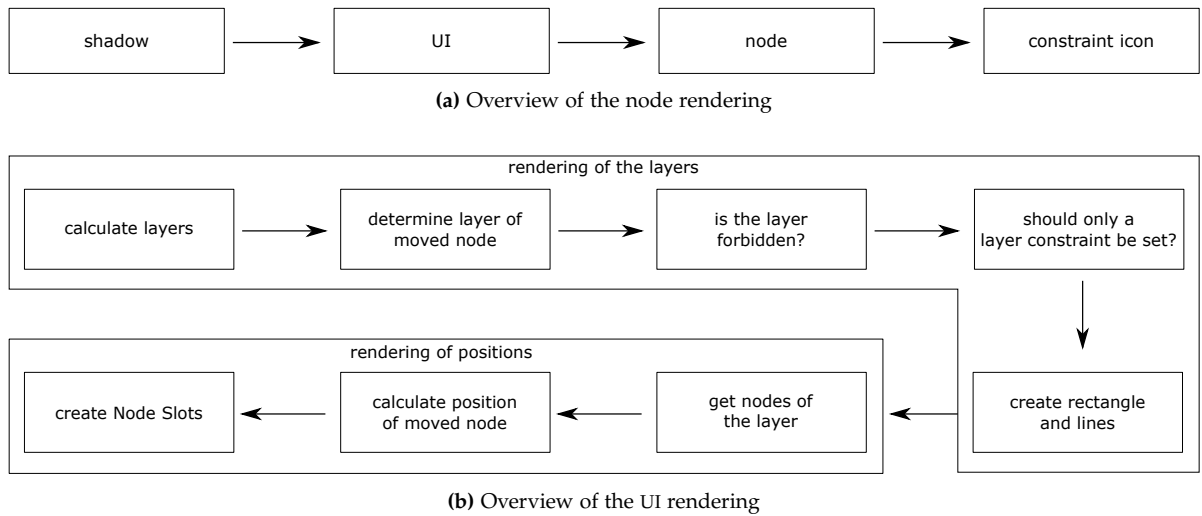 shadow
UI
node
constraint icon
(a) Overview of the node rendering
rendering of the layers
calculate layers
determine layer of
moved node
is the layer
forbidden?
should only a
layer constraint be set?
create rectangle
and lines
rendering of positions
get nodes of
the layer
calculate position
of moved node
create Node Slots
(b) Overview of the UI rendering